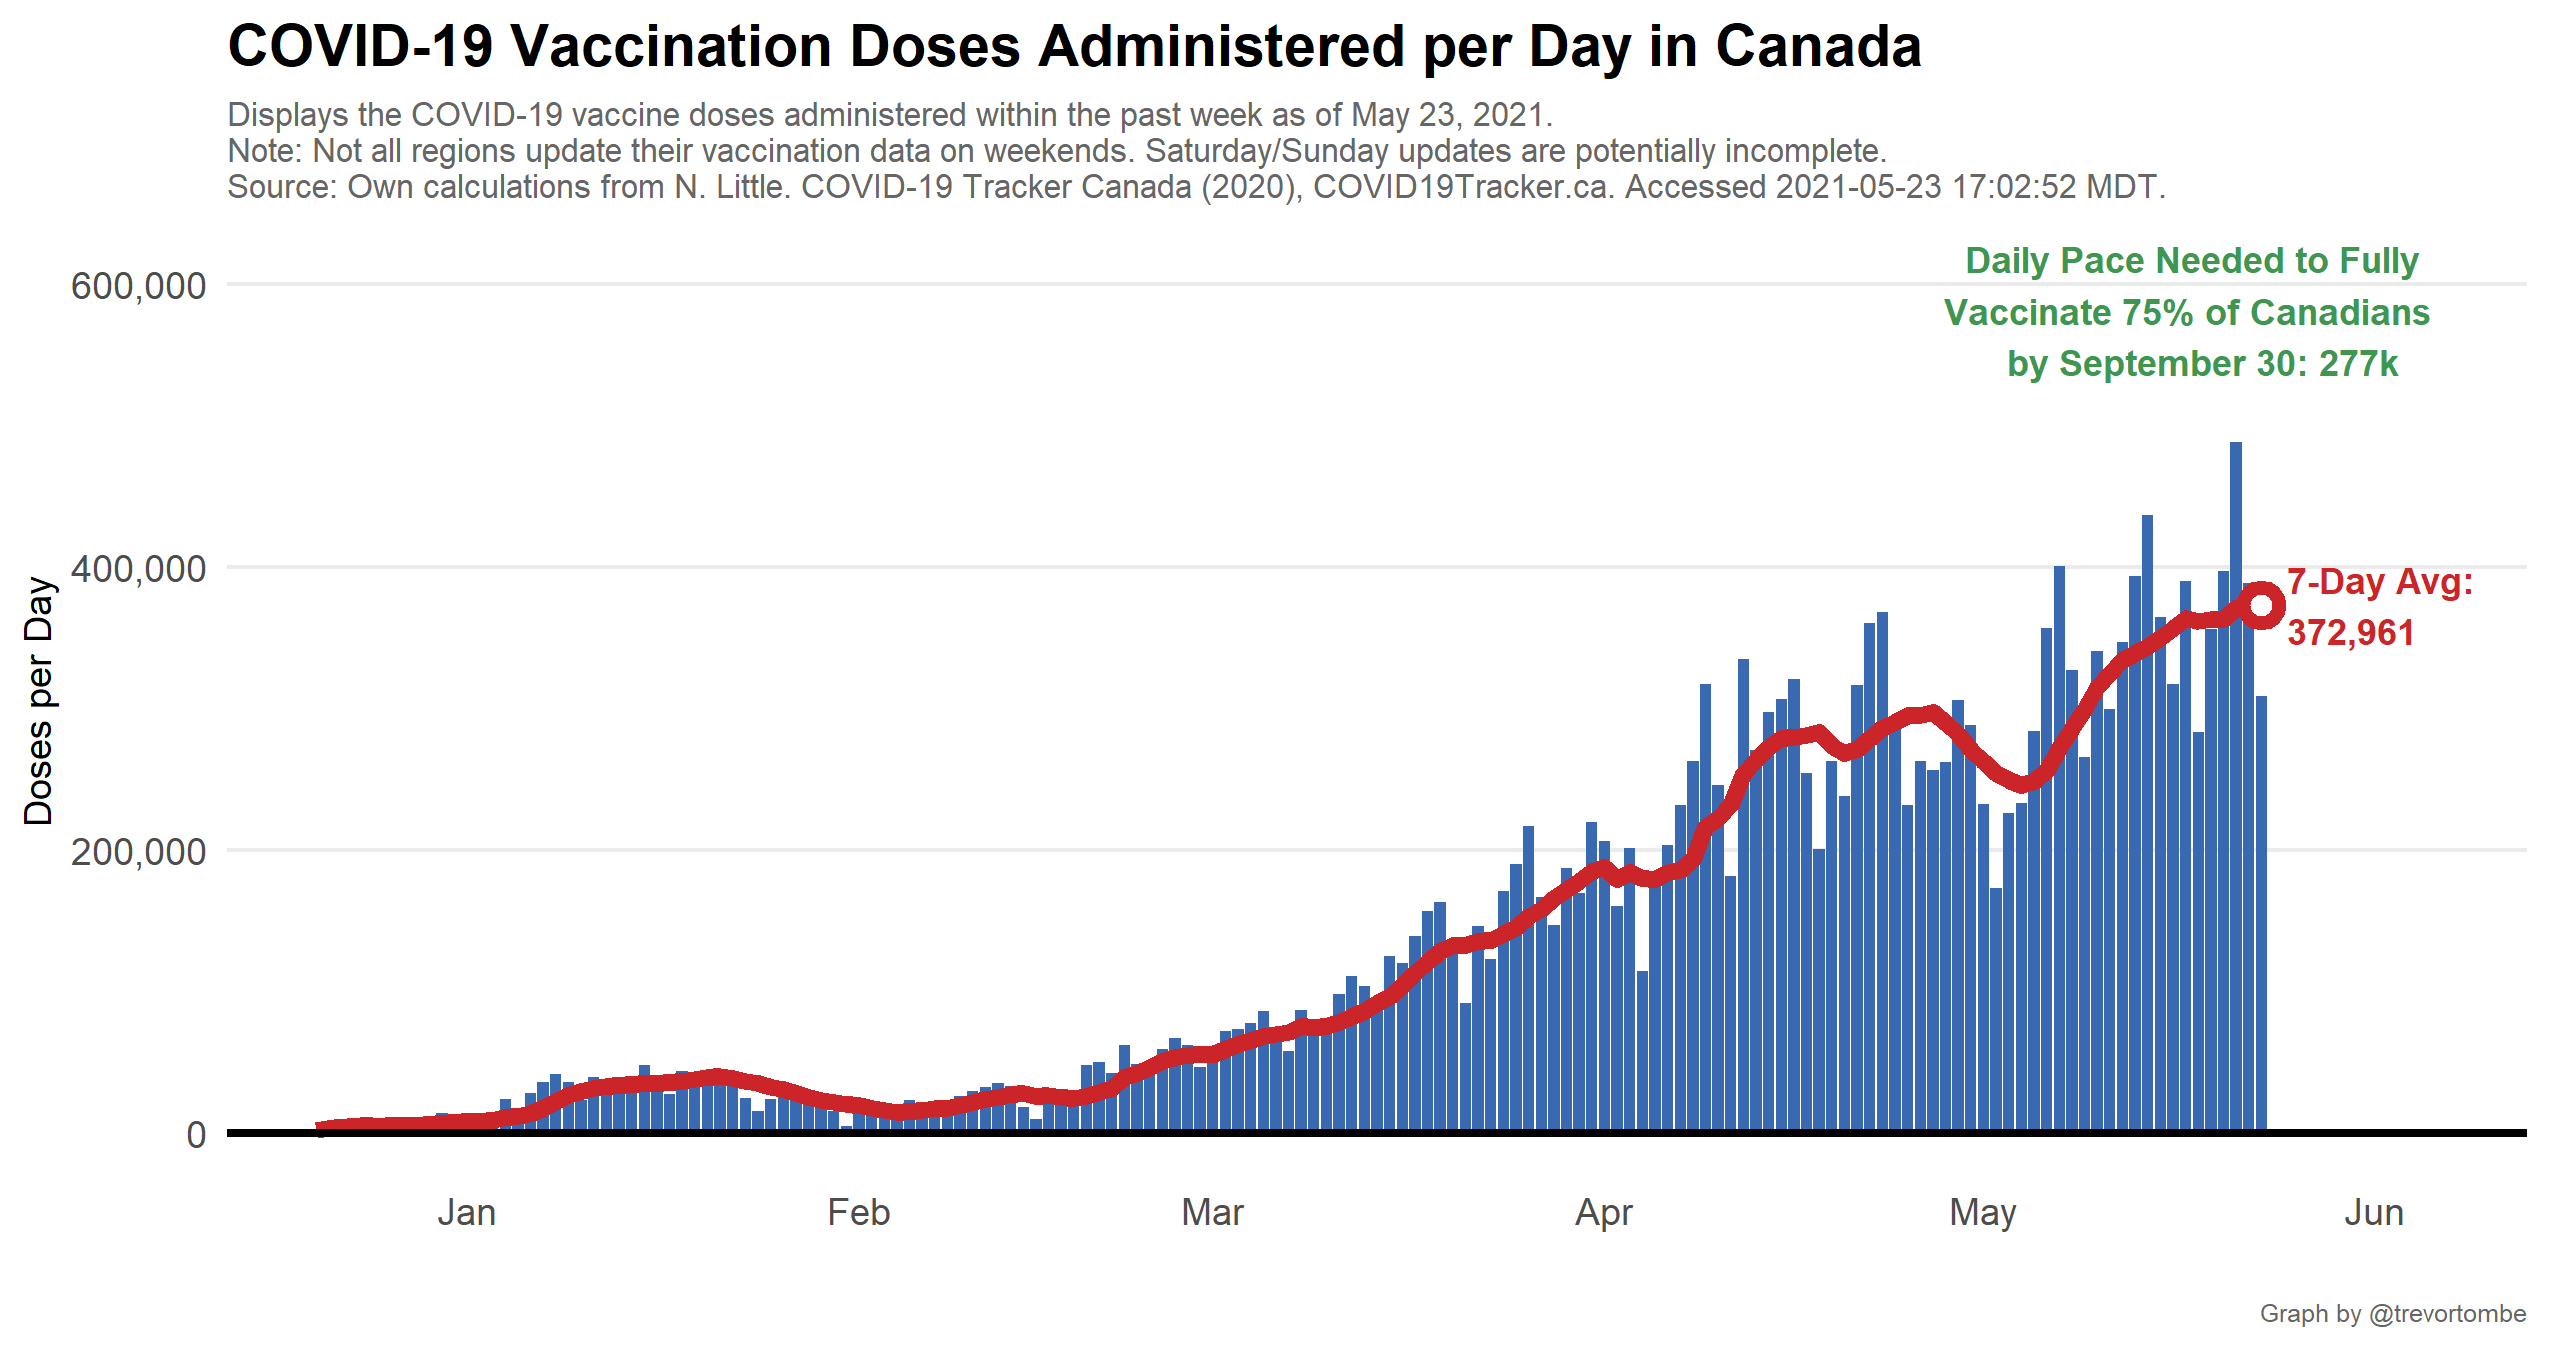 COVID-19 Vaccination Doses Administered per Day in Canada
Displays the COVID-19 vaccine doses administered within the past week as of May 23, 2021.
Note: Not all regions update their vaccination data on weekends. Saturday/Sunday updates are potentially incomplete.
Source: Own calculations from N. Little. COVID-19 Tracker Canada (2020), COVID19Tracker.ca. Accessed 2021-05-23 17:02:52 MDT.
Daily Pace Needed to Fully
Vaccinate 75% of Canadians
by September 30: 277k
600,000
400,000
200,000
0
Doses per Day
7-Day Avg:
372,961
Jan Feb Mar Apr May Jun
Graph by @trevortombe